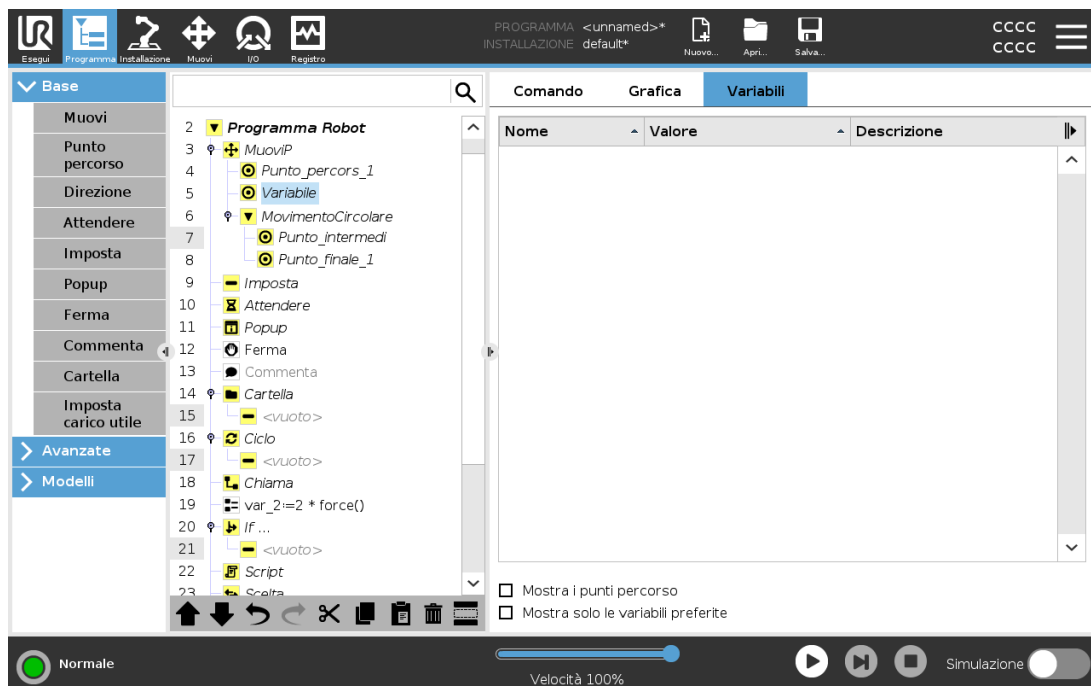 PROGRAMMA <unnamed>*
INSTALLAZIONE default*
CCCC
CCCC
UR
Esegui
Programma
Installazione
Muovi
I/O
Registro
Nuovo...
Apri...
Salva...
Base
Muovi
Punto
percorso
Direzione
Attendere
Imposta
Popup
Ferma
Commenta
Cartella
Imposta
carico utile
Avanzate
Modelli
2 Programma Robot
3 MuoviP
4 Punto_percors_1
5 Variabile
6 MovimentoCircolare
7 Punto_intermedi
8 Punto_finale_1
9 Imposta
10 Attendere
11 Popup
12 Ferma
13 Commenta
14 Cartella
15 <vuoto>
16 Ciclo
17 <vuoto>
18 Chiama
19 var_2:=2 * force()
20 If ...
21 <vuoto>
22 Script
23 Scelta
Comando Grafica Variabili
Nome Valore Descrizione
Mostra i punti percorso
Mostra solo le variabili preferite
Normale
Velocità 100%
Simulazione